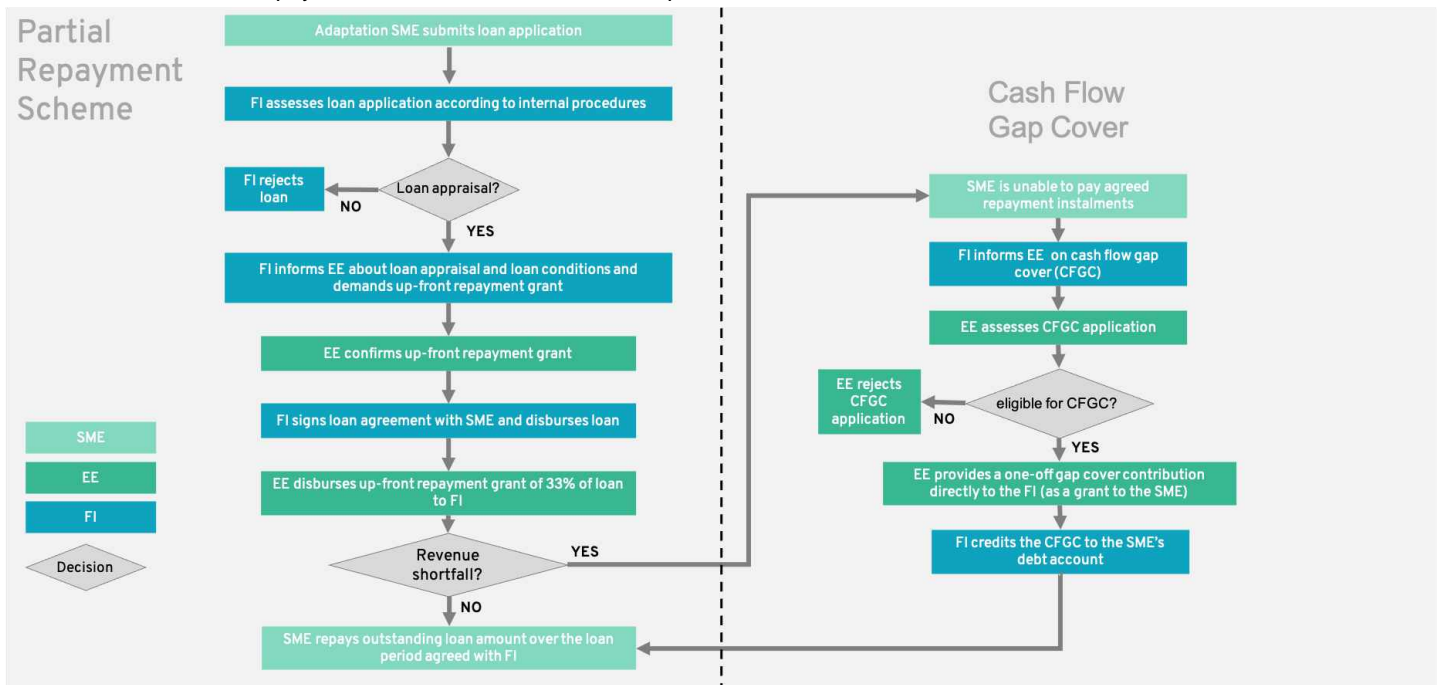 Partial
Repayment
Scheme
Adaptation SME submits loan application
FI assesses loan application according to internal procedures
Loan appraisal?
NO
FI rejects
loan
YES
FI informs EE about loan appraisal and loan conditions and
demands up-front repayment grant
EE confirms up-front repayment grant
FI signs loan agreement with SME and disburses loan
EE disburses up-front repayment grant of 33% of loan
to FI
Revenue
shortfall?
YES
NO
SME repays outstanding loan amount over the loan
period agreed with FI
SME
EE
FI
Decision
Cash Flow
Gap Cover
SME is unable to pay agreed
repayment instalments
FI informs EE on cash flow gap
cover (CFGC)
EE assesses CFGC application
eligible for CFGC?
NO
EE rejects
CFGC
application
YES
EE provides a one-off gap cover contribution
directly to the FI (as a grant to the SME)
FI credits the CFGC to the SME's
debt account